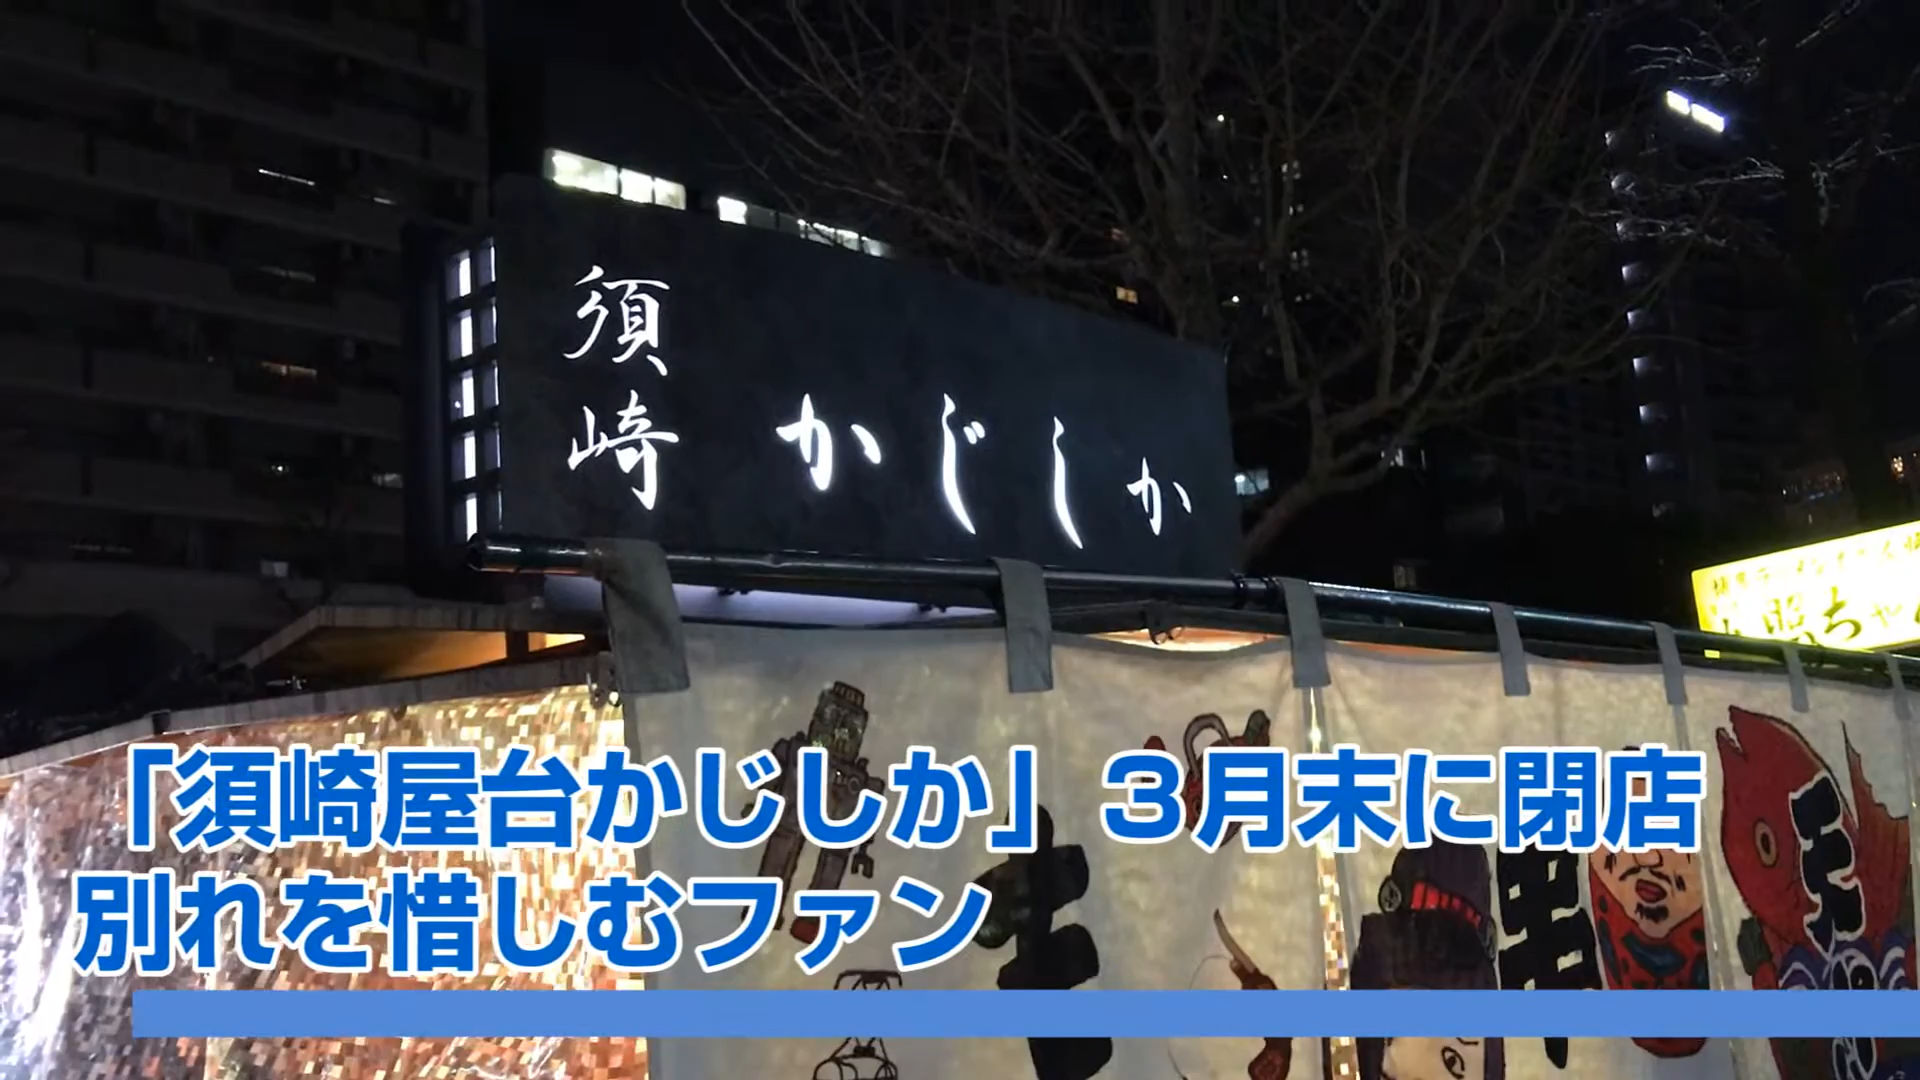 須崎
かじしか
「須崎屋台かじしか」３月末に閉店
別れを惜しむファン